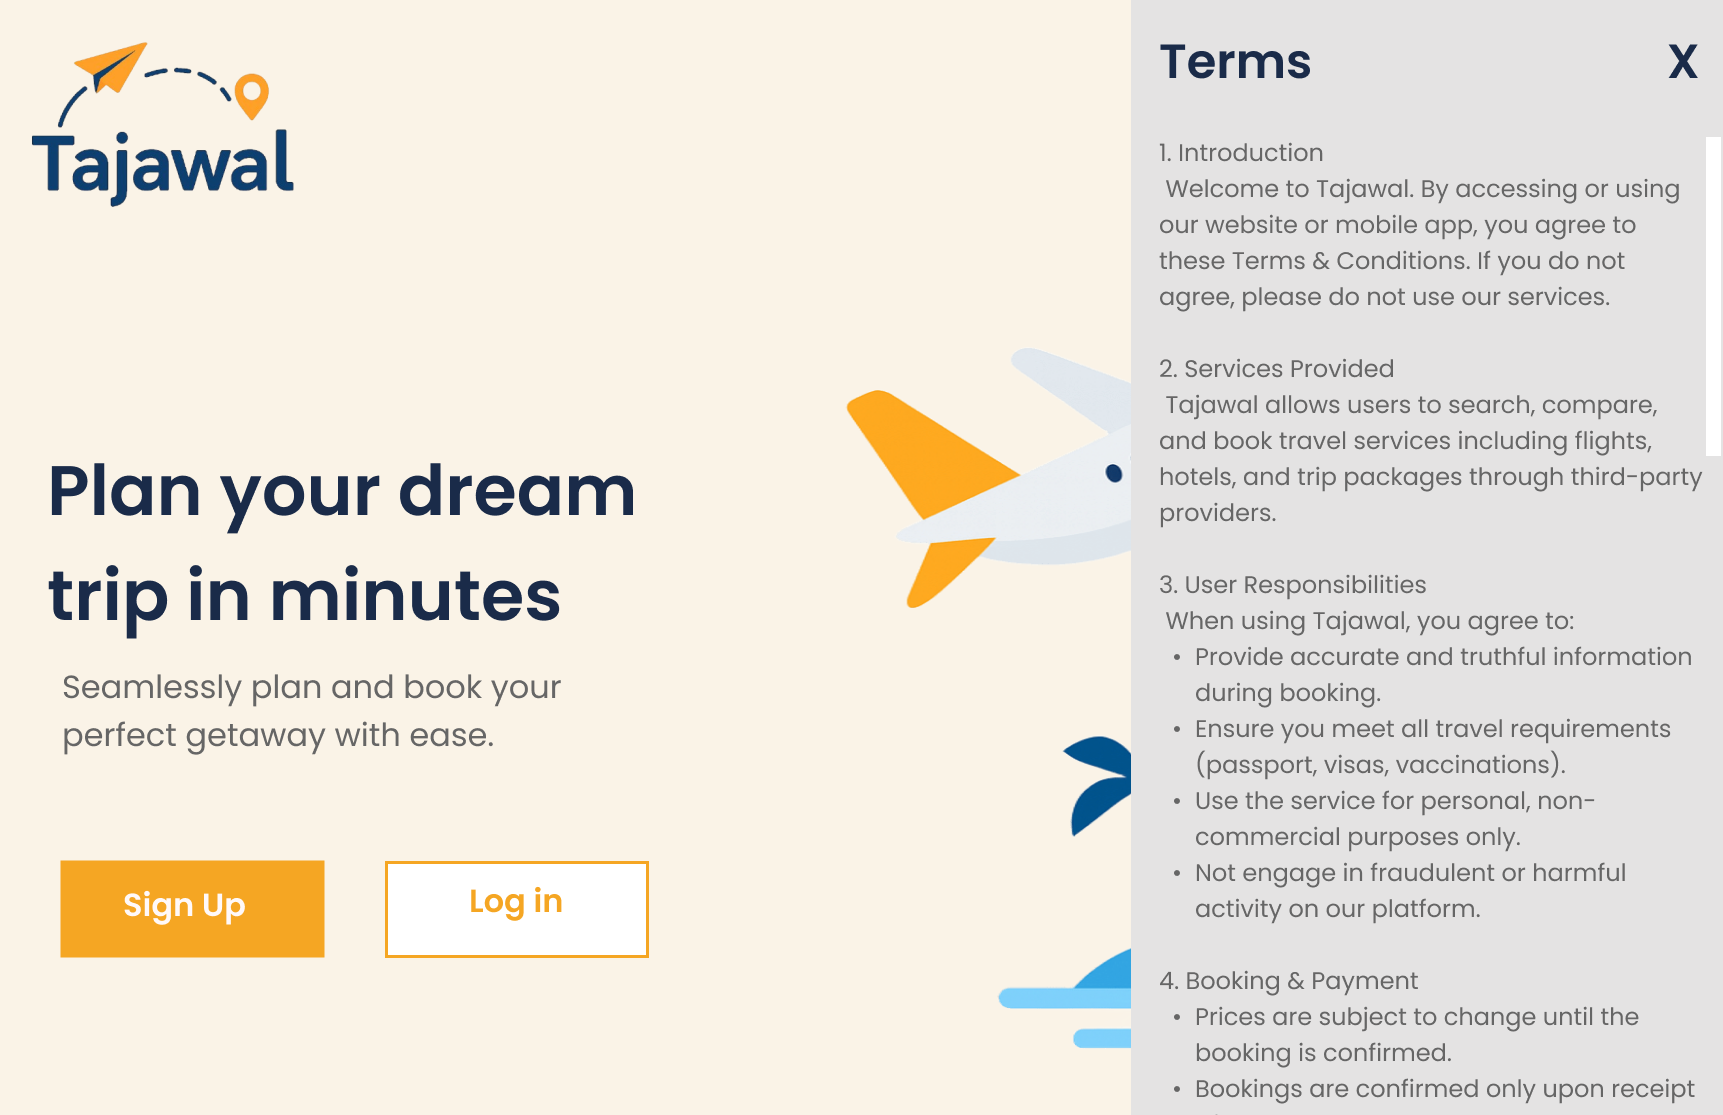 Tajawal
Plan your dream
trip in minutes
Seamlessly plan and book your
perfect getaway with ease.
Sign Up
Log in
Terms
X
1. Introduction
Welcome to Tajawal. By accessing or using
our website or mobile app, you agree to
these Terms & Conditions. If you do not
agree, please do not use our services.
2. Services Provided
Tajawal allows users to search, compare,
and book travel services including flights,
hotels, and trip packages through third-party
providers.
3. User Responsibilities
When using Tajawal, you agree to:
• Provide accurate and truthful information
during booking.
• Ensure you meet all travel requirements
(passport, visas, vaccinations).
• Use the service for personal, non-
commercial purposes only.
• Not engage in fraudulent or harmful
activity on our platform.
4. Booking & Payment
• Prices are subject to change until the
booking is confirmed.
• Bookings are confirmed only upon receipt